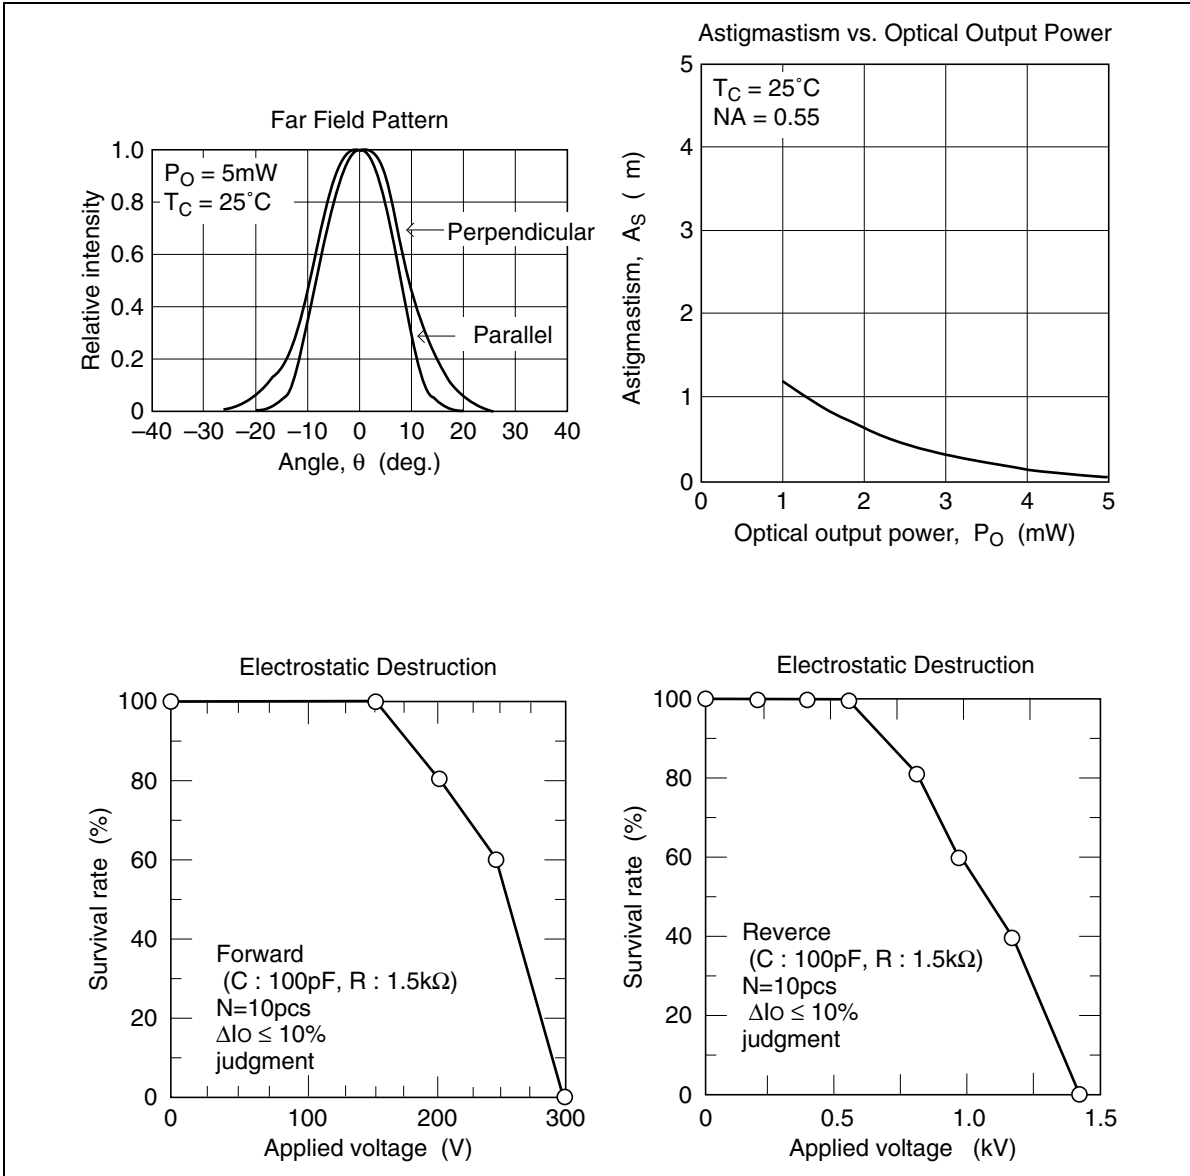 Far Field Pattern
1.0
0.8
0.6
0.4
0.2
0
Relative intensity
P_O = 5mW
T_C = 25˚C
Perpendicular
Parallel
–40 –30 –20 –10 0 10 20 30 40
Angle, θ (deg.)
Astigmastism vs. Optical Output Power
5
4
3
2
1
0
Astigmastism, A_S ( m)
T_C = 25˚C
NA = 0.55
0 1 2 3 4 5
Optical output power, P_O (mW)
Electrostatic Destruction
100
80
60
40
20
0
Survival rate (%)
Forward
(C : 100pF, R : 1.5kΩ)
N=10pcs
ΔIO ≤ 10%
judgment
0 100 200 300
Applied voltage (V)
Electrostatic Destruction
100
80
60
40
20
0
Survival rate (%)
Reverce
(C : 100pF, R : 1.5kΩ)
N=10pcs
ΔIO ≤ 10%
judgment
0 0.5 1.0 1.5
Applied voltage (kV)